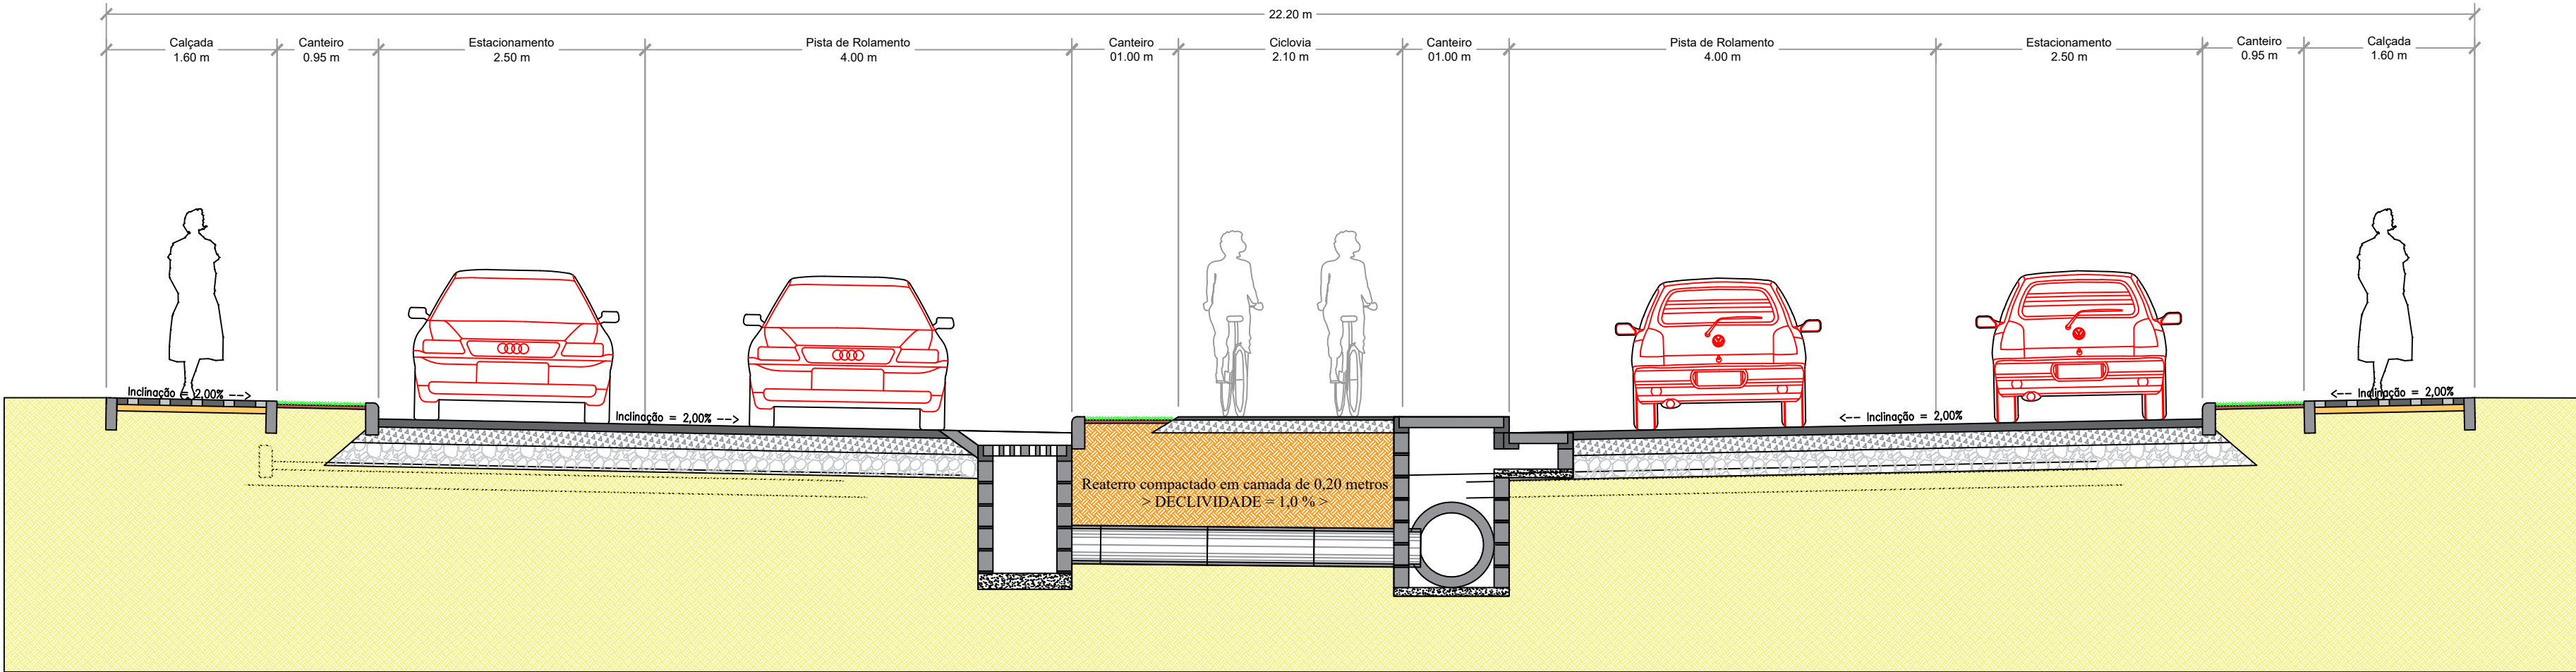 22.20 m
Calçada
1.60 m
Canteiro
0.95 m
Estacionamento
2.50 m
Pista de Rolamento
4.00 m
Canteiro
01.00 m
Ciclovia
2.10 m
Canteiro
01.00 m
Pista de Rolamento
4.00 m
Estacionamento
2.50 m
Canteiro
0.95 m
Calçada
1.60 m
Inclinação = 2,00% -->
Inclinação = 2,00% -->
<-- Inclinação = 2,00%
<-- Inclinação = 2,00%
Reaterro compactado em camada de 0,20 metros
> DECLIVIDADE = 1,0 % >